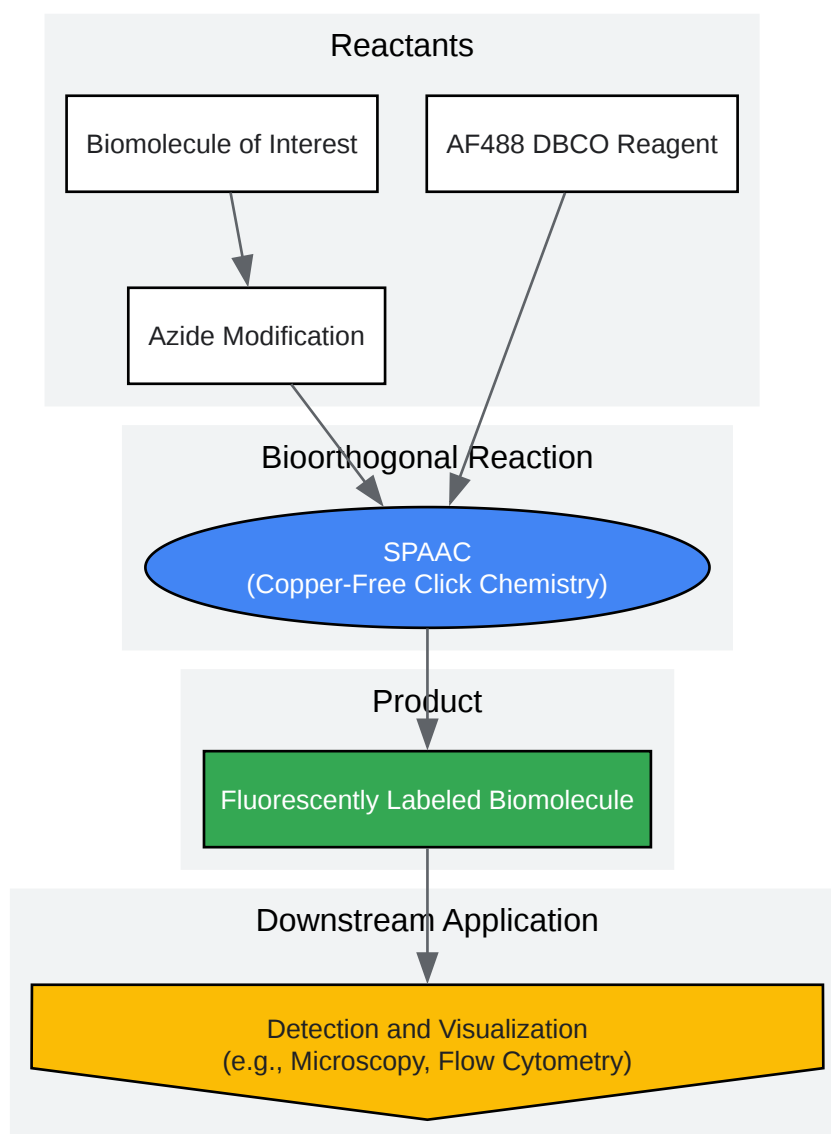 Reactants
Biomolecule of Interest
AF488 DBCO Reagent
Azide Modification
Bioorthogonal Reaction
SPAAC
(Copper-Free Click Chemistry)
Product
Fluorescently Labeled Biomolecule
Downstream Application
Detection and Visualization
(e.g., Microscopy, Flow Cytometry)